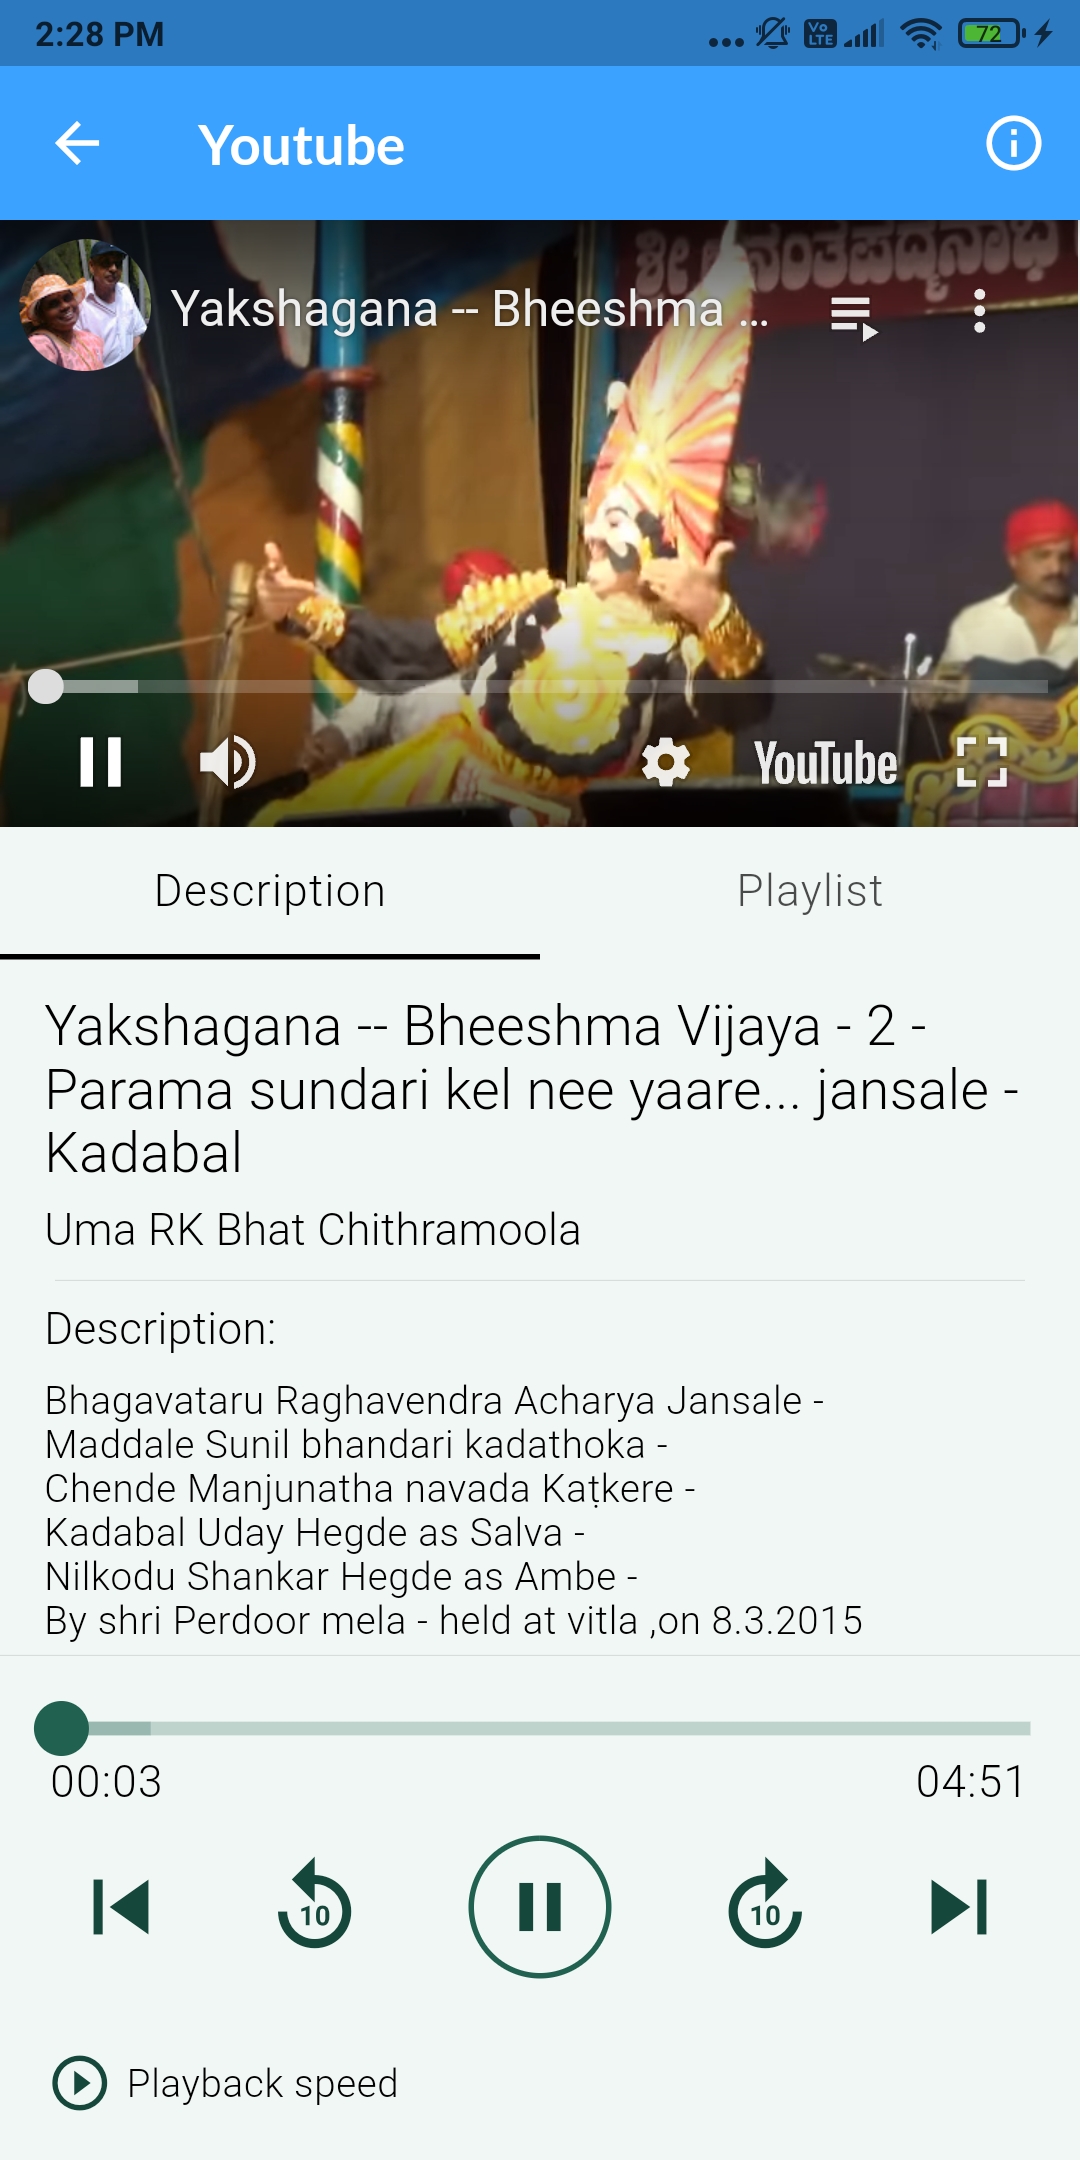 2:28 PM
Vo LTE
72
Youtube
Yakshagana -- Bheeshma ...
YouTube
Description
Playlist
Yakshagana -- Bheeshma Vijaya - 2 -
Parama sundari kel nee yaare... jansale -
Kadabal
Uma RK Bhat Chithramoola
Description:
Bhagavataru Raghavendra Acharya Jansale -
Maddale Sunil bhandari kadathoka -
Chende Manjunatha navada Kaṭkere -
Kadabal Uday Hegde as Salva -
Nilkodu Shankar Hegde as Ambe -
By shri Perdoor mela - held at vitla ,on 8.3.2015
00:03
04:51
10
10
Playback speed